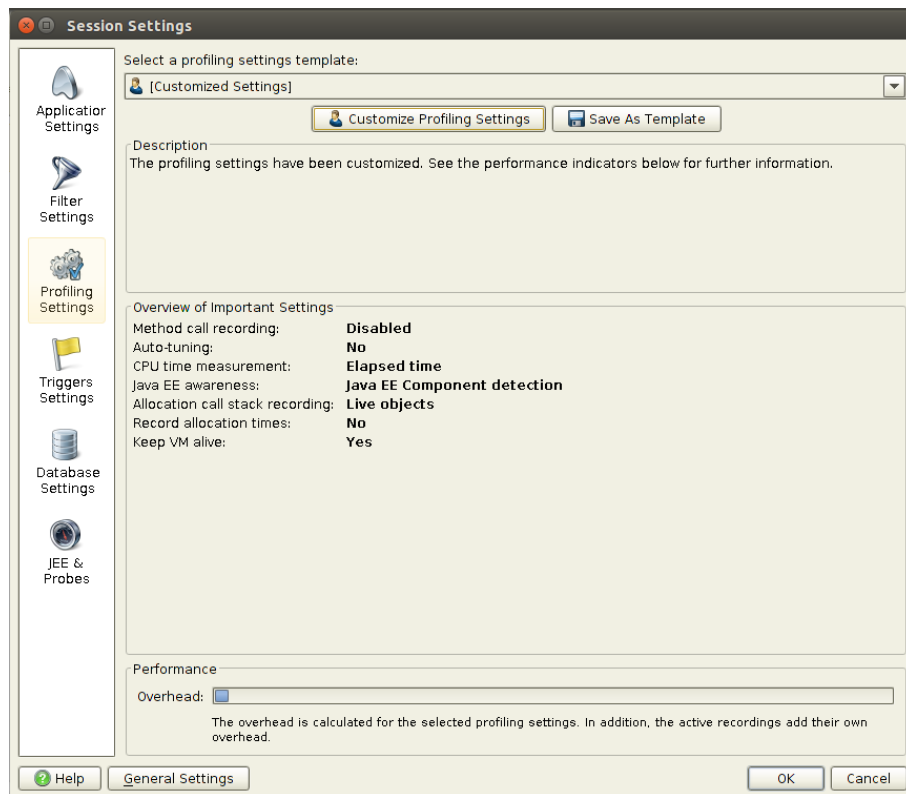 Session Settings
Select a profiling settings template:
[Customized Settings]
Customize Profiling Settings
Save As Template
Application
Settings
Filter
Settings
Profiling
Settings
Triggers
Settings
Database
Settings
JEE &
Probes
Description
The profiling settings have been customized. See the performance indicators below for further information.
Overview of Important Settings
Method call recording: Disabled
Auto-tuning: No
CPU time measurement: Elapsed time
Java EE awareness: Java EE Component detection
Allocation call stack recording: Live objects
Record allocation times: No
Keep VM alive: Yes
Performance
Overhead:
The overhead is calculated for the selected profiling settings. In addition, the active recordings add their own
overhead.
Help
General Settings
OK
Cancel